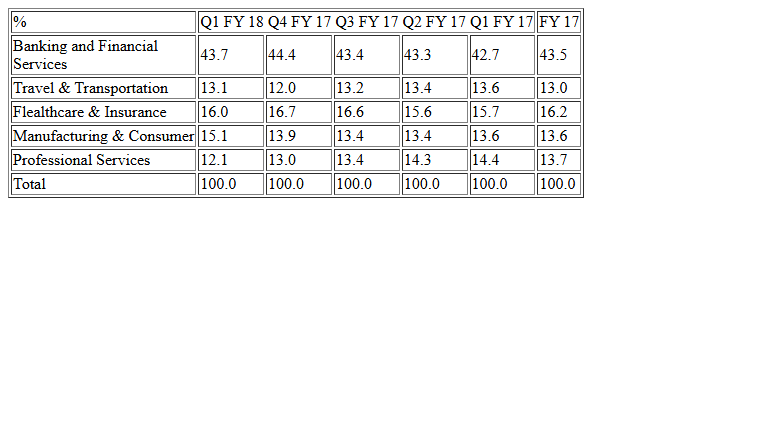 % Q1 FY 18 Q4 FY 17 Q3 FY 17 Q2 FY 17 Q1 FY 17 FY 17
Banking and Financial
Services 43.7 44.4 43.4 43.3 42.7 43.5
Travel & Transportation 13.1 12.0 13.2 13.4 13.6 13.0
Flealthcare & Insurance 16.0 16.7 16.6 15.6 15.7 16.2
Manufacturing & Consumer 15.1 13.9 13.4 13.4 13.6 13.6
Professional Services 12.1 13.0 13.4 14.3 14.4 13.7
Total 100.0 100.0 100.0 100.0 100.0 100.0